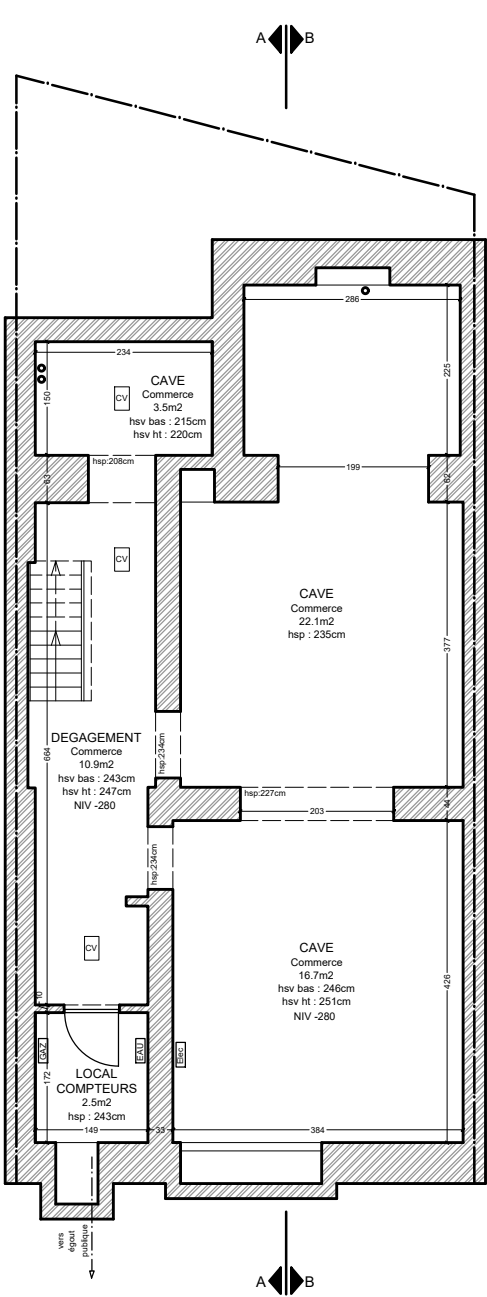 A B
286
234
225
150
CV
CAVE
Commerce
3.5m2
hsv bas : 215cm
hsv ht : 220cm
hsp:208cm
63
199
62
CV
CAVE
Commerce
22.1m2
hsp : 235cm
377
DEGAGEMENT
Commerce
10.9m2
hsv bas : 243cm
hsv ht : 247cm
NIV -280
664
hsp:234cm
hsp:227cm
203
44
hsp:234cm
CV
CAVE
Commerce
16.7m2
hsv bas : 246cm
hsv ht : 251cm
NIV -280
426
10
GAZ
EAU
Elec
172
LOCAL
COMPTEURS
2.5m2
hsp : 243cm
149
33
384
vers
égout
publique
A B